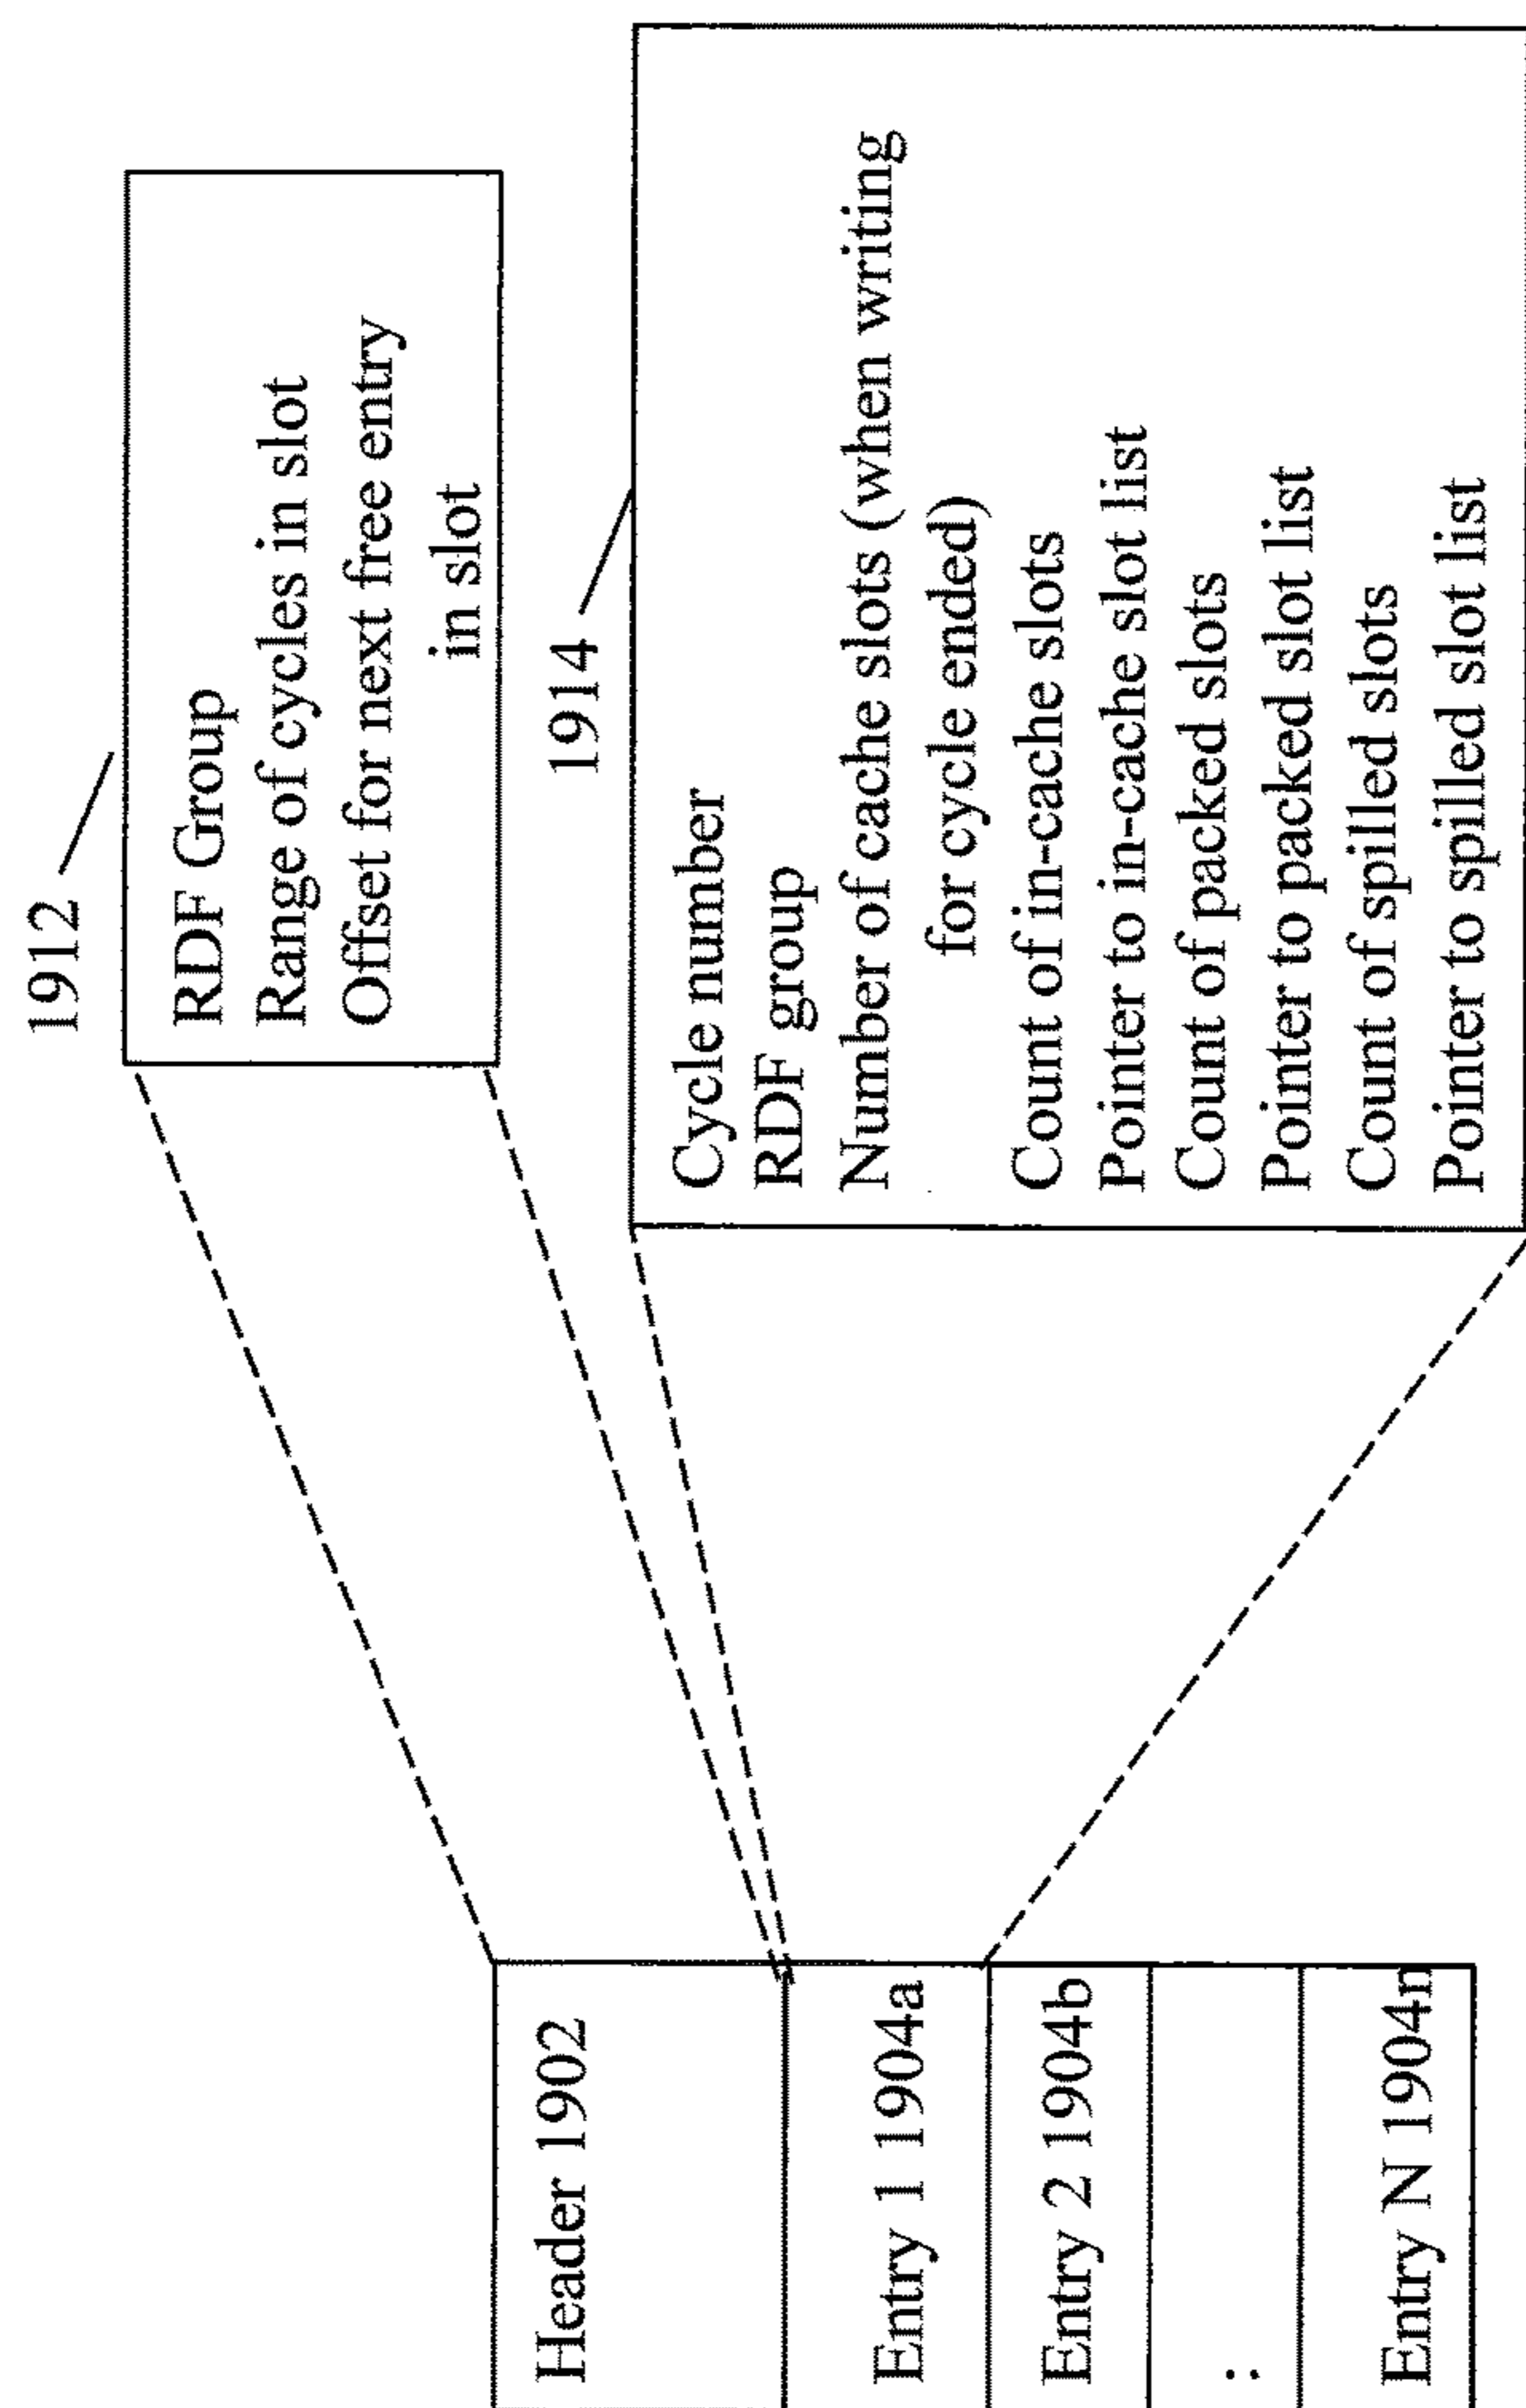 1912
RDF Group
Range of cycles in slot
Offset for next free entry
in slot
1914
Cycle number
RDF group
Number of cache slots (when writing
for cycle ended)
Count of in-cache slots
Pointer to in-cache slot list
Count of packed slots
Pointer to packed slot list
Count of spilled slots
Pointer to spilled slot list
Header 1902
Entry 1 1904a
Entry 2 1904b
:
Entry N 1904n